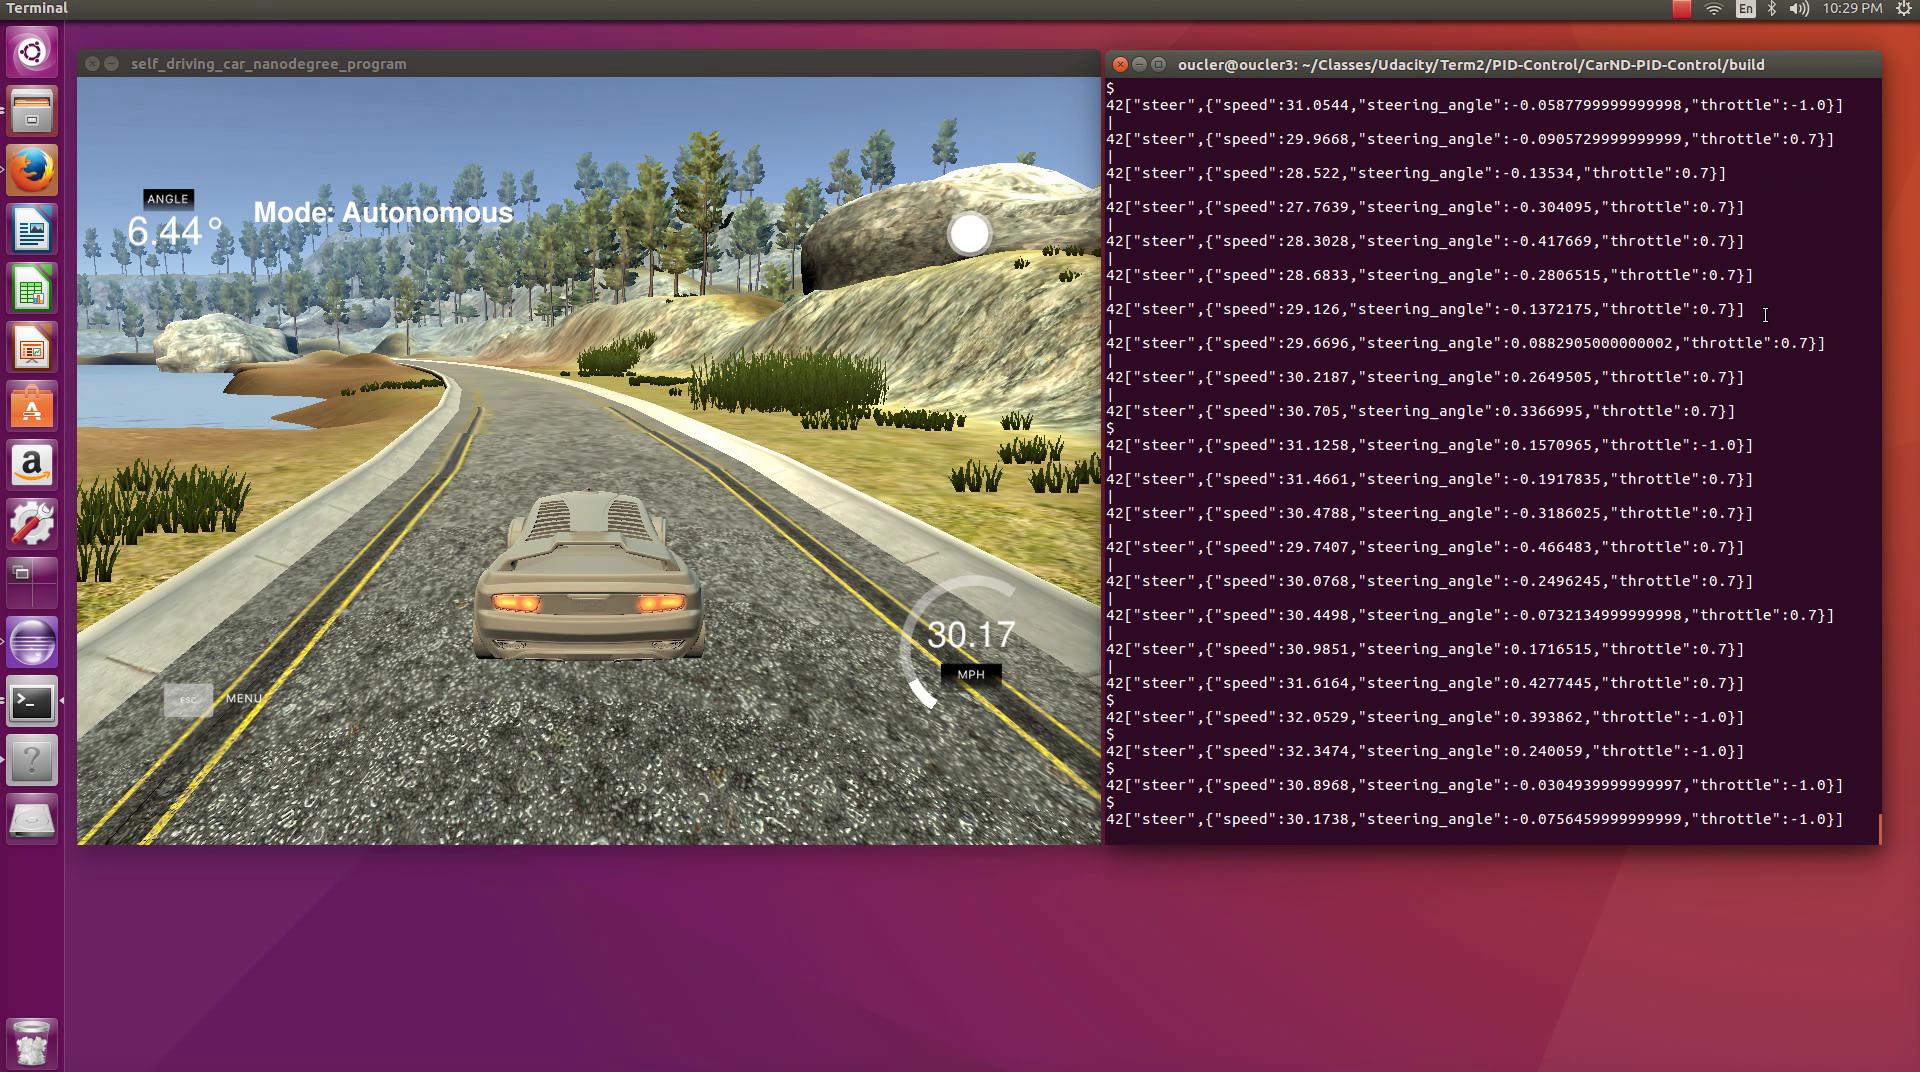 Terminal
En
10:29 PM
self_driving_car_nanodegree_program
ANGLE
6.44°
Mode: Autonomous
30.17
MPH
ESC
MENU
a
>_
?
oucler@oucler3: ~/Classes/Udacity/Term2/PID-Control/CarND-PID-Control/build
$
42["steer",{"speed":31.0544,"steering_angle":-0.0587799999999998,"throttle":-1.0}]
|
42["steer",{"speed":29.9668,"steering_angle":-0.0905729999999999,"throttle":0.7}]
|
42["steer",{"speed":28.522,"steering_angle":-0.13534,"throttle":0.7}]
|
42["steer",{"speed":27.7639,"steering_angle":-0.304095,"throttle":0.7}]
|
42["steer",{"speed":28.3028,"steering_angle":-0.417669,"throttle":0.7}]
|
42["steer",{"speed":28.6833,"steering_angle":-0.2806515,"throttle":0.7}]
|
42["steer",{"speed":29.126,"steering_angle":-0.1372175,"throttle":0.7}]
|
42["steer",{"speed":29.6696,"steering_angle":0.0882905000000002,"throttle":0.7}]
|
42["steer",{"speed":30.2187,"steering_angle":0.2649505,"throttle":0.7}]
|
42["steer",{"speed":30.705,"steering_angle":0.3366995,"throttle":0.7}]
$
42["steer",{"speed":31.1258,"steering_angle":0.1570965,"throttle":-1.0}]
|
42["steer",{"speed":31.4661,"steering_angle":-0.1917835,"throttle":0.7}]
|
42["steer",{"speed":30.4788,"steering_angle":-0.3186025,"throttle":0.7}]
|
42["steer",{"speed":29.7407,"steering_angle":-0.466483,"throttle":0.7}]
|
42["steer",{"speed":30.0768,"steering_angle":-0.2496245,"throttle":0.7}]
|
42["steer",{"speed":30.4498,"steering_angle":-0.0732134999999998,"throttle":0.7}]
|
42["steer",{"speed":30.9851,"steering_angle":0.1716515,"throttle":0.7}]
|
42["steer",{"speed":31.6164,"steering_angle":0.4277445,"throttle":0.7}]
$
42["steer",{"speed":32.0529,"steering_angle":0.393862,"throttle":-1.0}]
$
42["steer",{"speed":32.3474,"steering_angle":0.240059,"throttle":-1.0}]
$
42["steer",{"speed":30.8968,"steering_angle":-0.0304939999999997,"throttle":-1.0}]
$
42["steer",{"speed":30.1738,"steering_angle":-0.0756459999999999,"throttle":-1.0}]